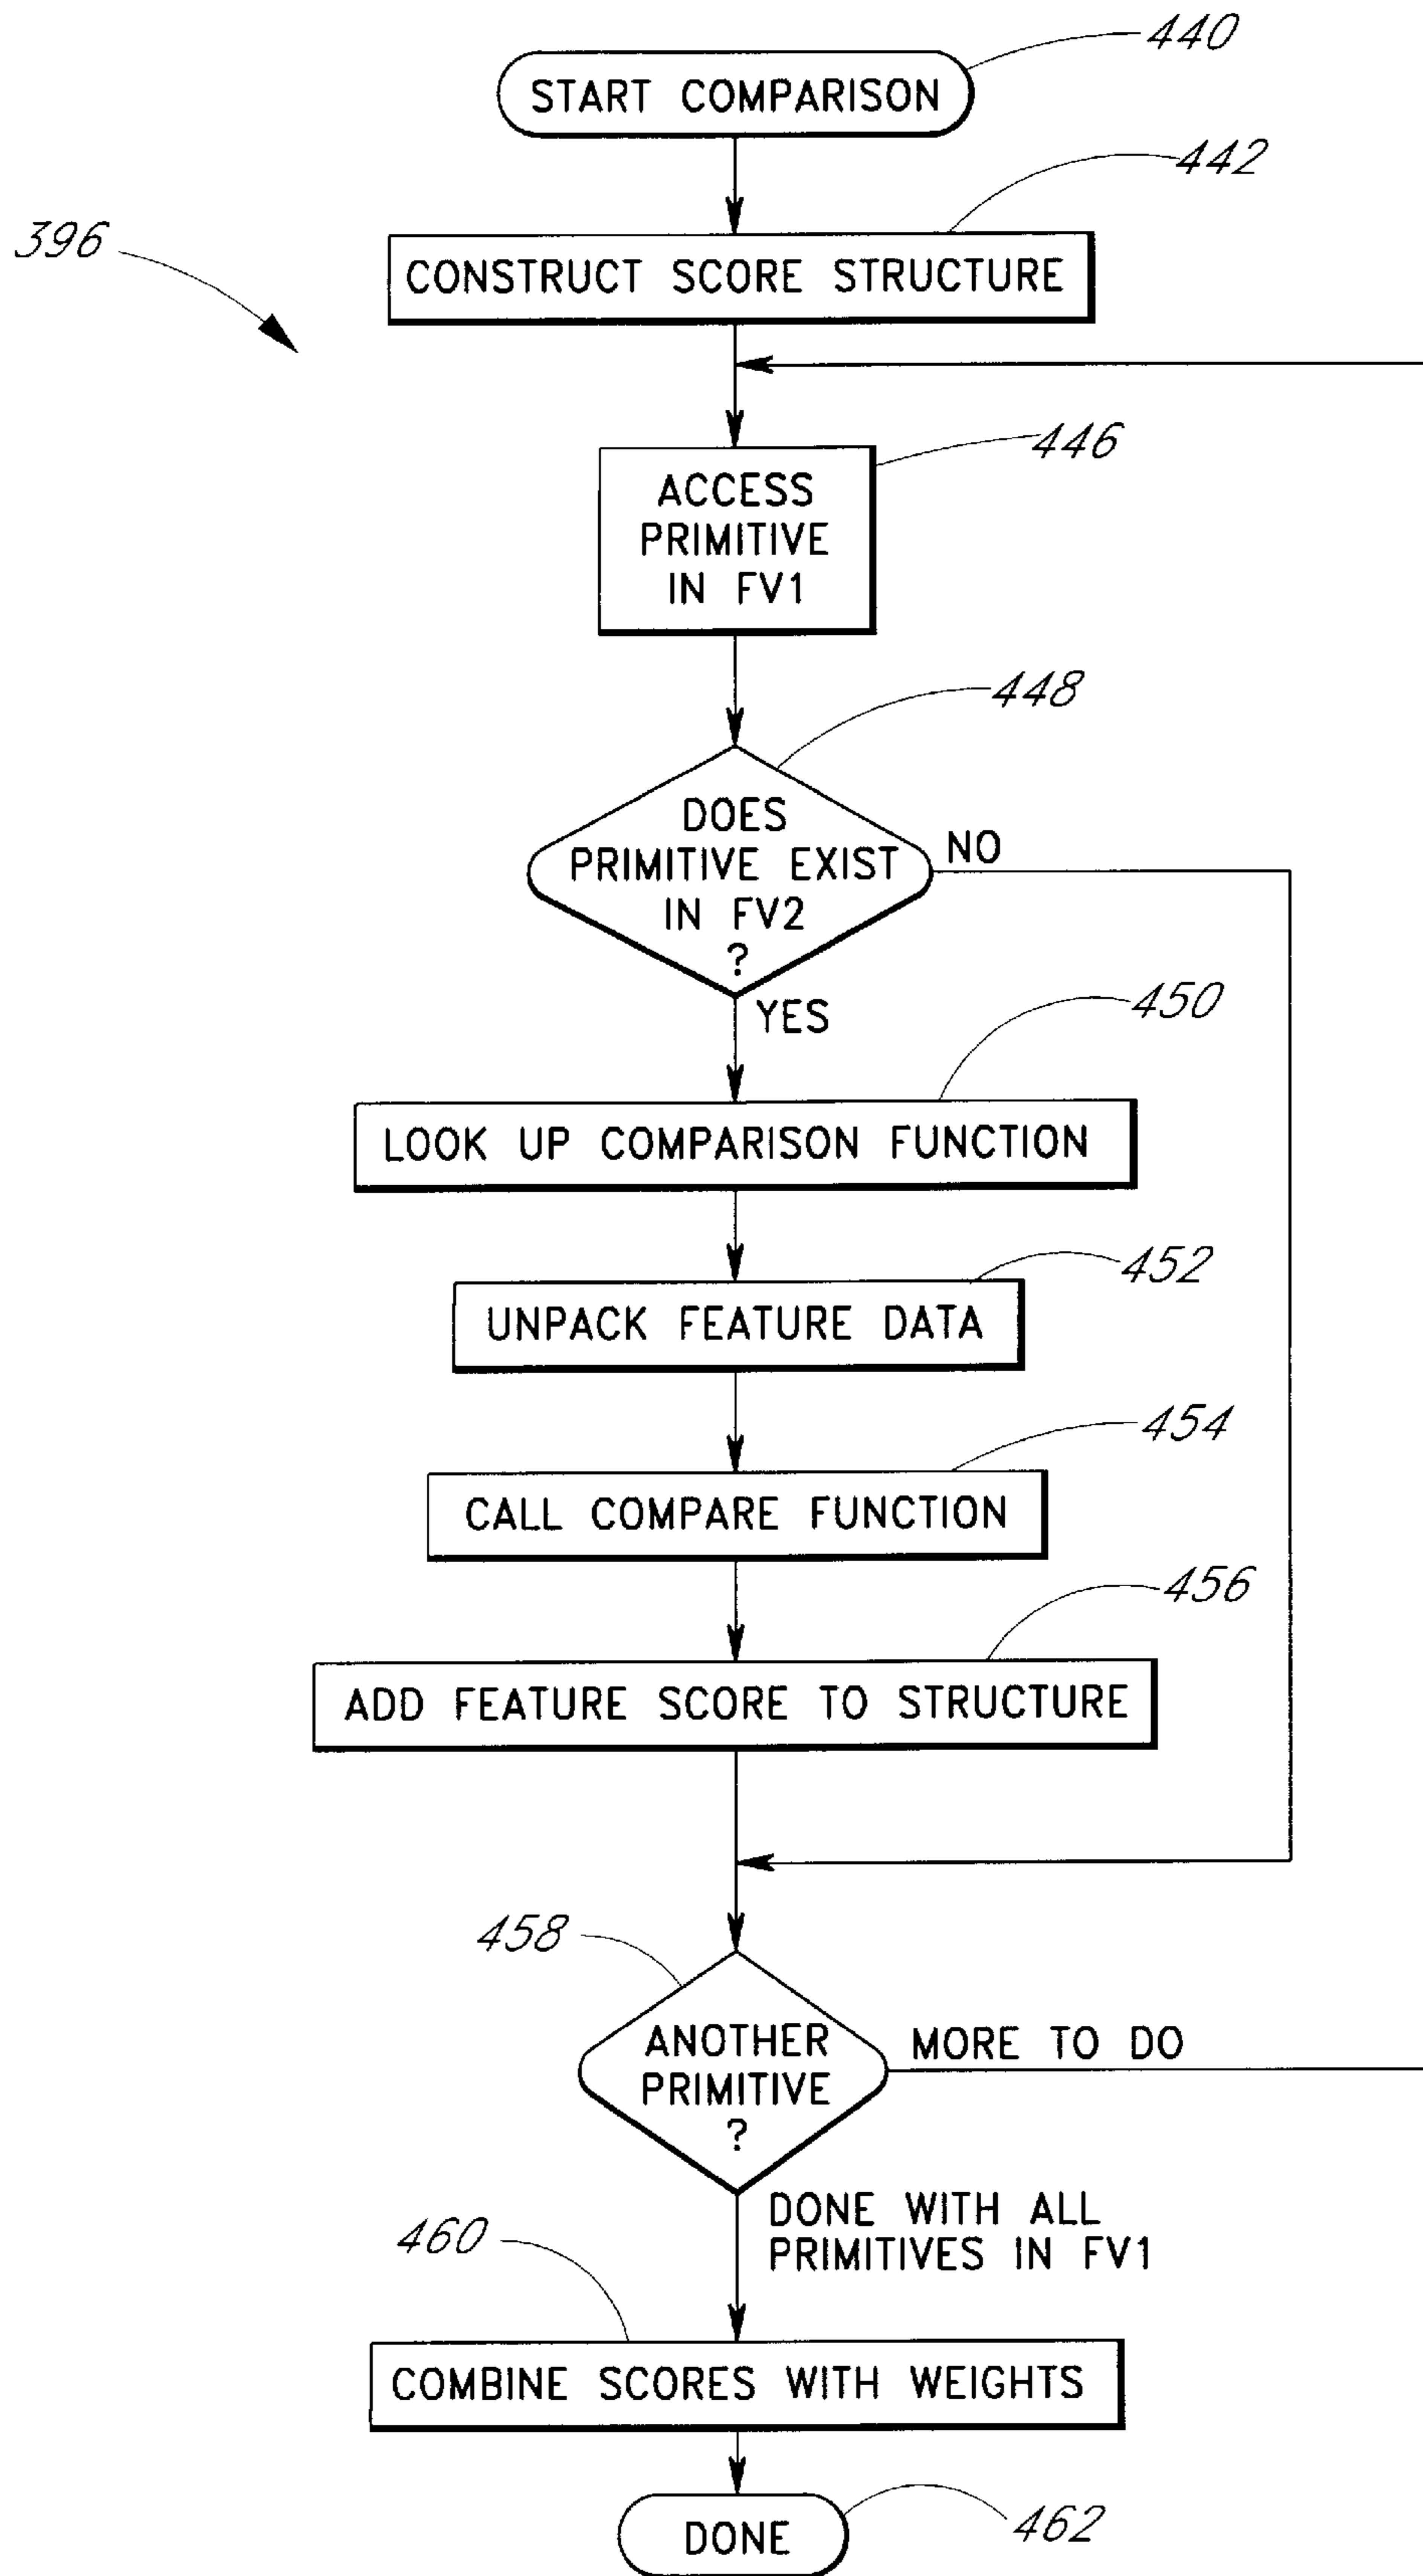 440
START COMPARISON
442
396
CONSTRUCT SCORE STRUCTURE
446
ACCESS
PRIMITIVE
IN FV1
448
DOES
PRIMITIVE EXIST
IN FV2
?
NO
YES
450
LOOK UP COMPARISON FUNCTION
452
UNPACK FEATURE DATA
454
CALL COMPARE FUNCTION
456
ADD FEATURE SCORE TO STRUCTURE
458
ANOTHER
PRIMITIVE
?
MORE TO DO
DONE WITH ALL
PRIMITIVES IN FV1
460
COMBINE SCORES WITH WEIGHTS
DONE
462